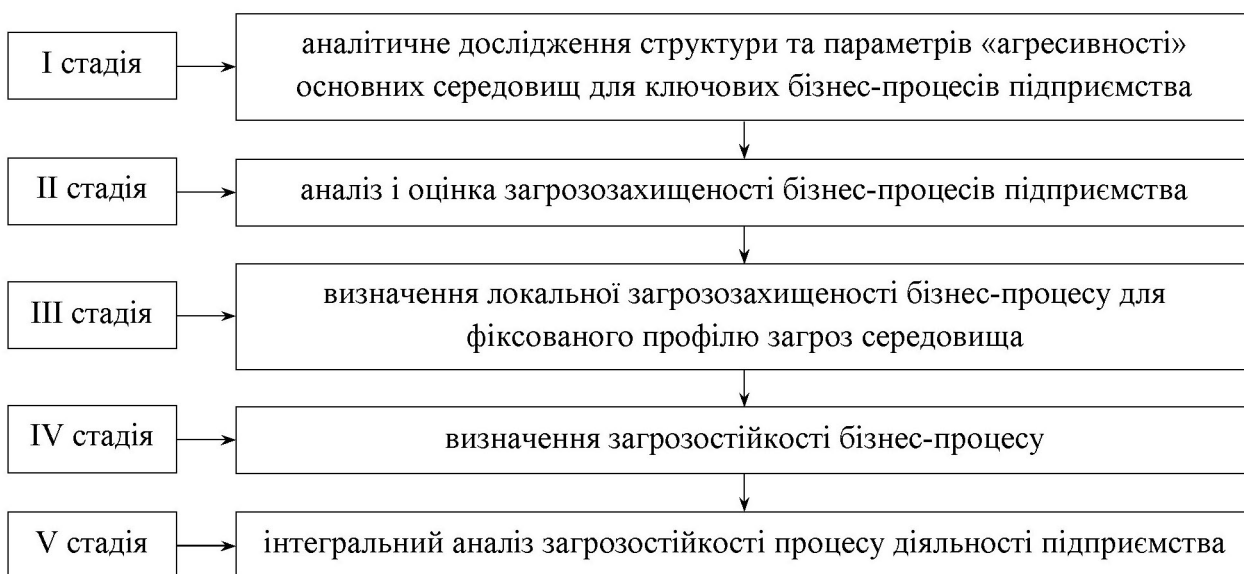 I стадія
аналітичне дослідження структури та параметрів «агресивності»
основних середовищ для ключових бізнес-процесів підприємства
II стадія
аналіз і оцінка загрозозахищеності бізнес-процесів підприємства
III стадія
визначення локальної загрозозахищеності бізнес-процесу для
фіксованого профілю загроз середовища
IV стадія
визначення загрозостійкості бізнес-процесу
V стадія
інтегральний аналіз загрозостійкості процесу діяльності підприємства